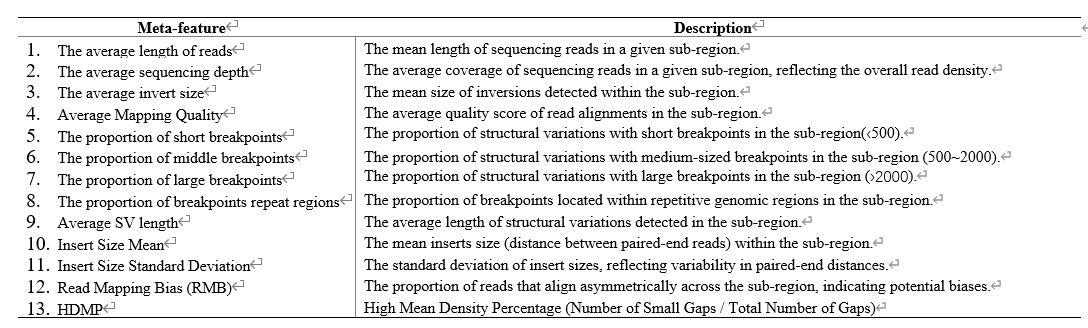 Meta-feature Description
1. The average length of reads The mean length of sequencing reads in a given sub-region.
2. The average sequencing depth The average coverage of sequencing reads in a given sub-region, reflecting the overall read density.
3. The average invert size The mean size of inversions detected within the sub-region.
4. Average Mapping Quality The average quality score of read alignments in the sub-region.
5. The proportion of short breakpoints The proportion of structural variations with short breakpoints in the sub-region(<500).
6. The proportion of middle breakpoints The proportion of structural variations with medium-sized breakpoints in the sub-region (500~2000).
7. The proportion of large breakpoints The proportion of structural variations with large breakpoints in the sub-region (>2000).
8. The proportion of breakpoints repeat regions The proportion of breakpoints located within repetitive genomic regions in the sub-region.
9. Average SV length The average length of structural variations detected in the sub-region.
10. Insert Size Mean The mean inserts size (distance between paired-end reads) within the sub-region.
11. Insert Size Standard Deviation The standard deviation of insert sizes, reflecting variability in paired-end distances.
12. Read Mapping Bias (RMB) The proportion of reads that align asymmetrically across the sub-region, indicating potential biases.
13. HDMP High Mean Density Percentage (Number of Small Gaps / Total Number of Gaps)